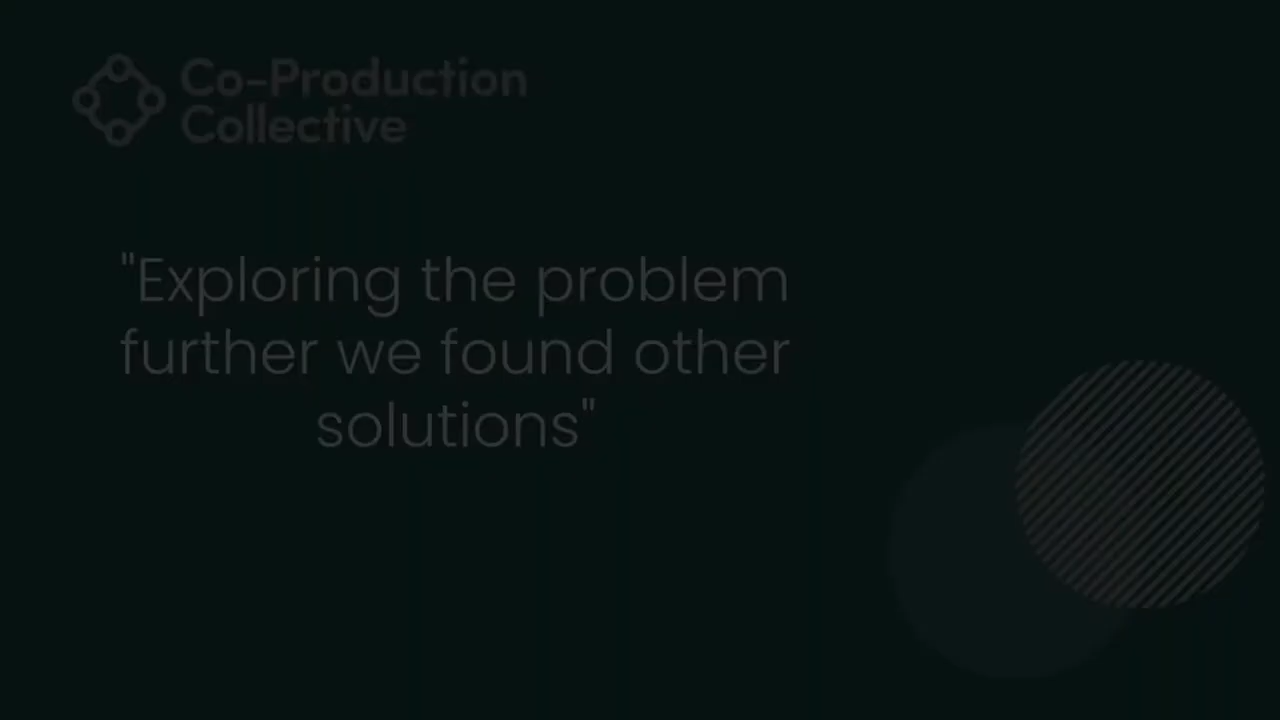 Co-Production
Collective
"Exploring the problem
further we found other
solutions"